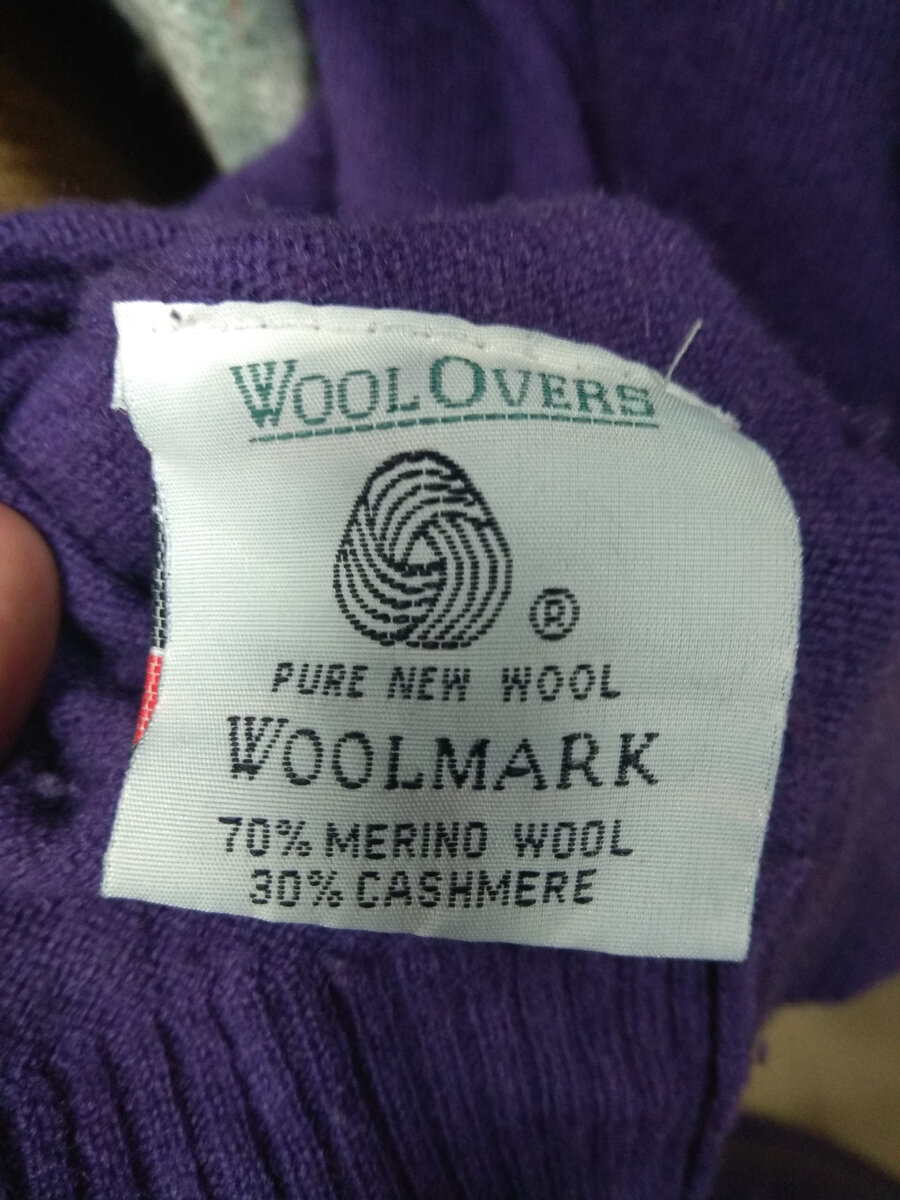 WOOLOVERS
®
PURE NEW WOOL
WOOLMARK
70% MERINO WOOL
30% CASHMERE